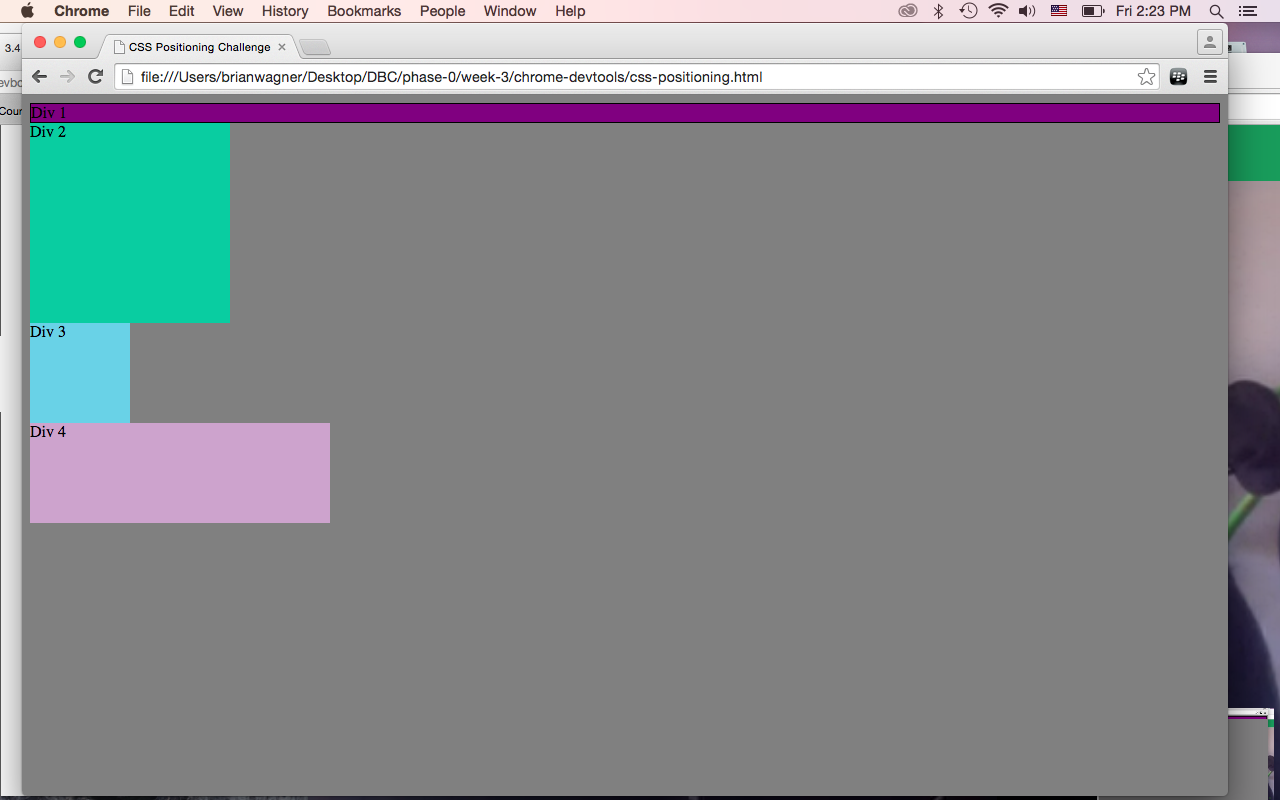 Chrome File Edit View History Bookmarks People Window Help Fri 2:23 PM
3.4
CSS Positioning Challenge
evbo
file:///Users/brianwagner/Desktop/DBC/phase-0/week-3/chrome-devtools/css-positioning.html
Cour
Div 1
Div 2
Div 3
Div 4